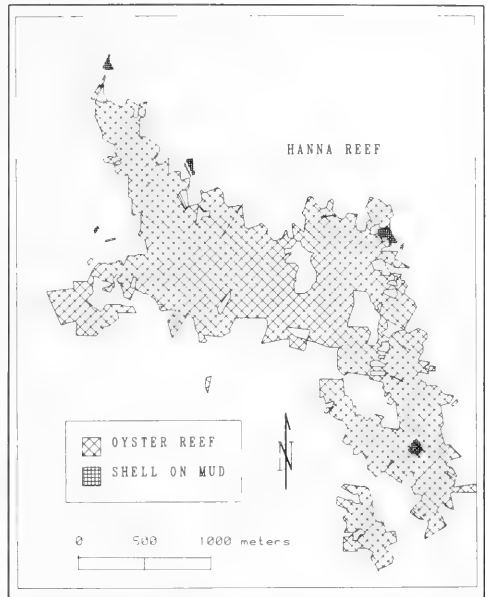 HANNA REEF
OYSTER REEF
SHELL ON MUD
N
0 500 1000 meters